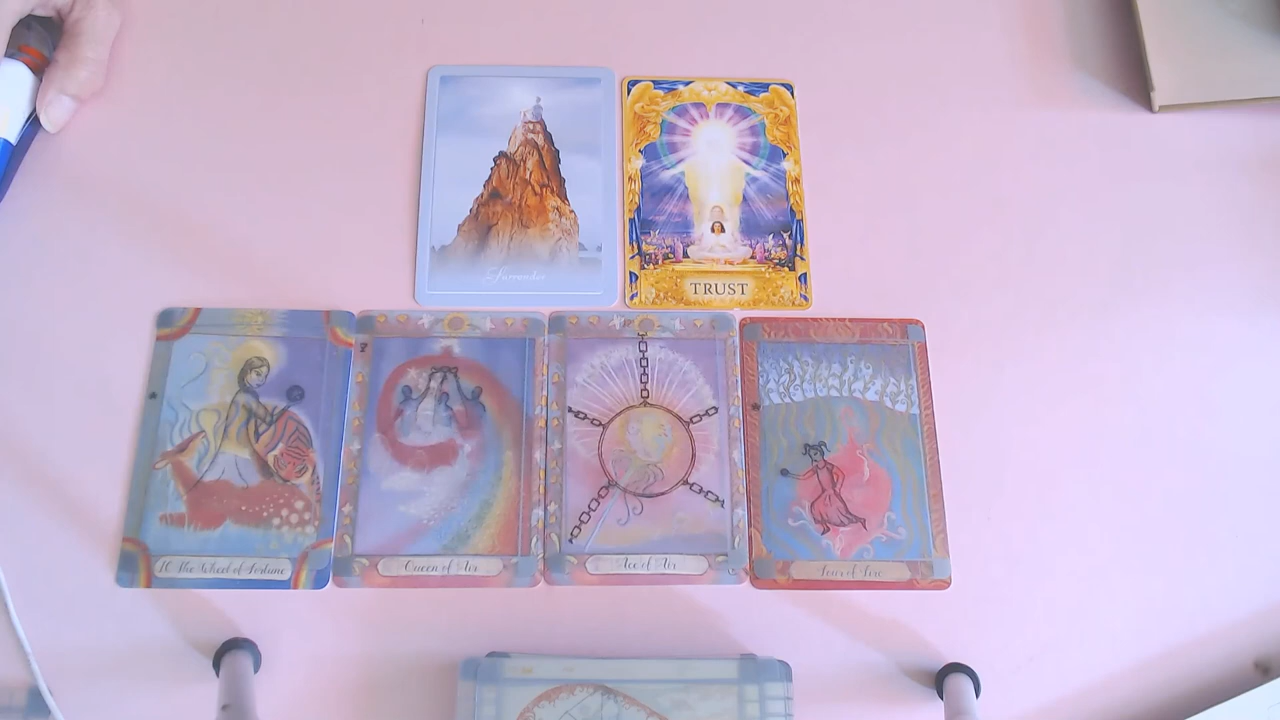 Surrender
TRUST
10 The Wheel of Fortune
Queen of Air
Ace of Air
Four of Fire